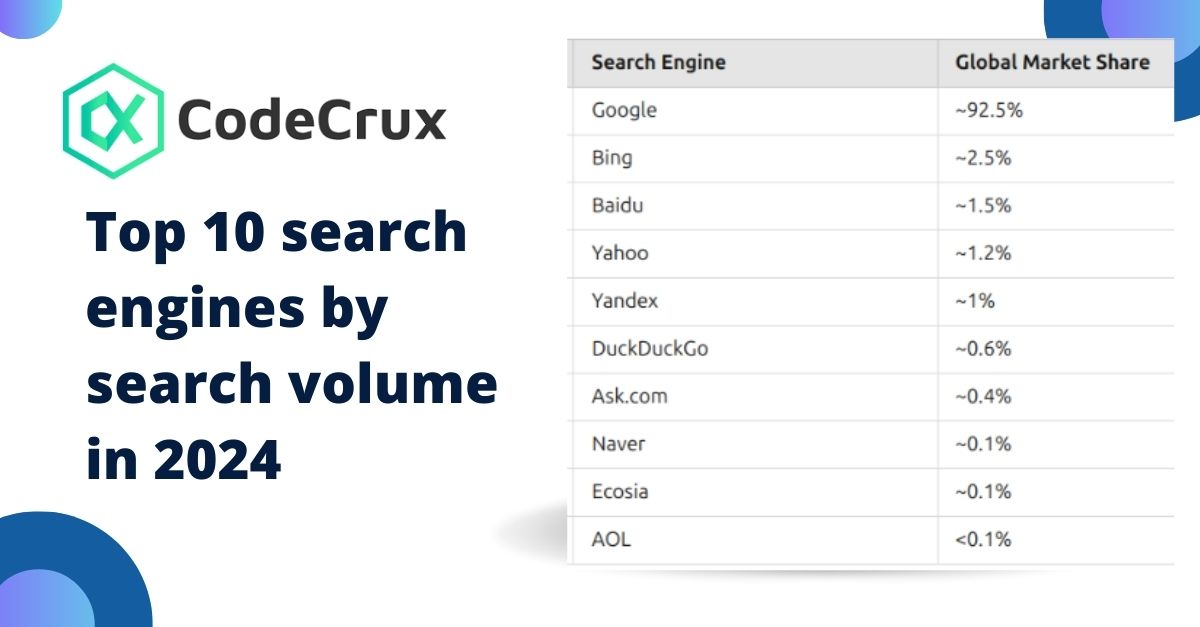 CodeCrux
Top 10 search
engines by
search volume
in 2024
Search Engine Global Market Share
Google ~92.5%
Bing ~2.5%
Baidu ~1.5%
Yahoo ~1.2%
Yandex ~1%
DuckDuckGo ~0.6%
Ask.com ~0.4%
Naver ~0.1%
Ecosia ~0.1%
AOL <0.1%